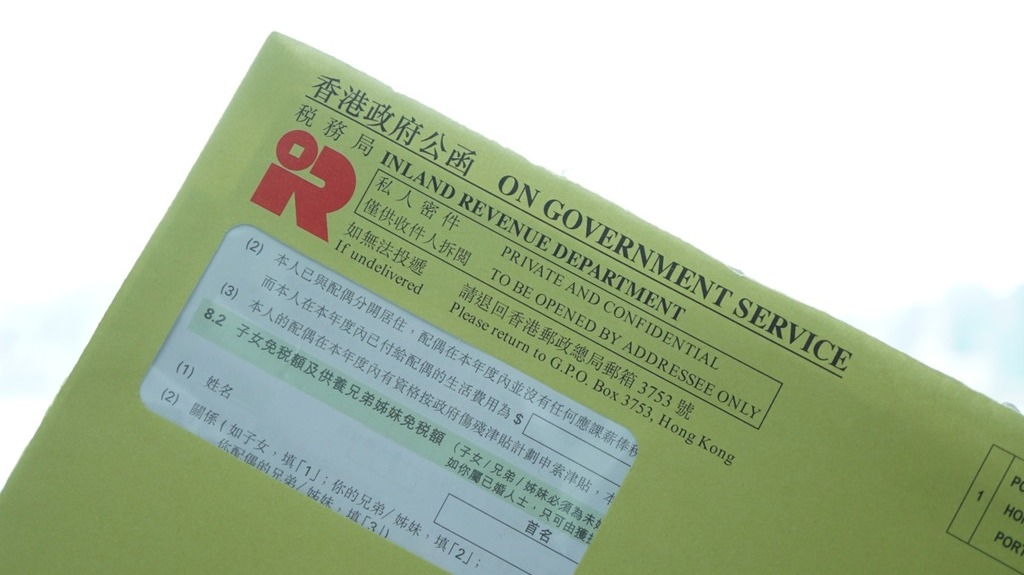 香港政府公函 ON GOVERNMENT SERVICE
税務局 INLAND REVENUE DEPARTMENT
私人密件 PRIVATE AND CONFIDENTIAL
僅供收件人拆閱 TO BE OPENED BY ADDRESSEE ONLY
如無法投遞 請退回香港郵政總局郵箱 3753 號
If undelivered Please return to G.P.O. Box 3753, Hong Kong
(2) 本人已與配偶分開居住，配偶在本年度內並沒有任何應課薪俸稅
而本人在本年度內已付給配偶的生活費用為 $
(3) 本人的配偶在本年度內有資格按政府傷殘津貼計劃申索津貼，本
8.2 子女免稅額及供養兄弟姊妹免稅額 (子女/兄弟/姊妹必須為未婚
如你屬已婚人士，只可由獲
(1) 姓名
首名
(2) 關係 (如子女，填「1」；你的兄弟/姊妹，填「2」；
你配偶的兄弟/姊妹，填「3」)
1
PO
HO
PORT